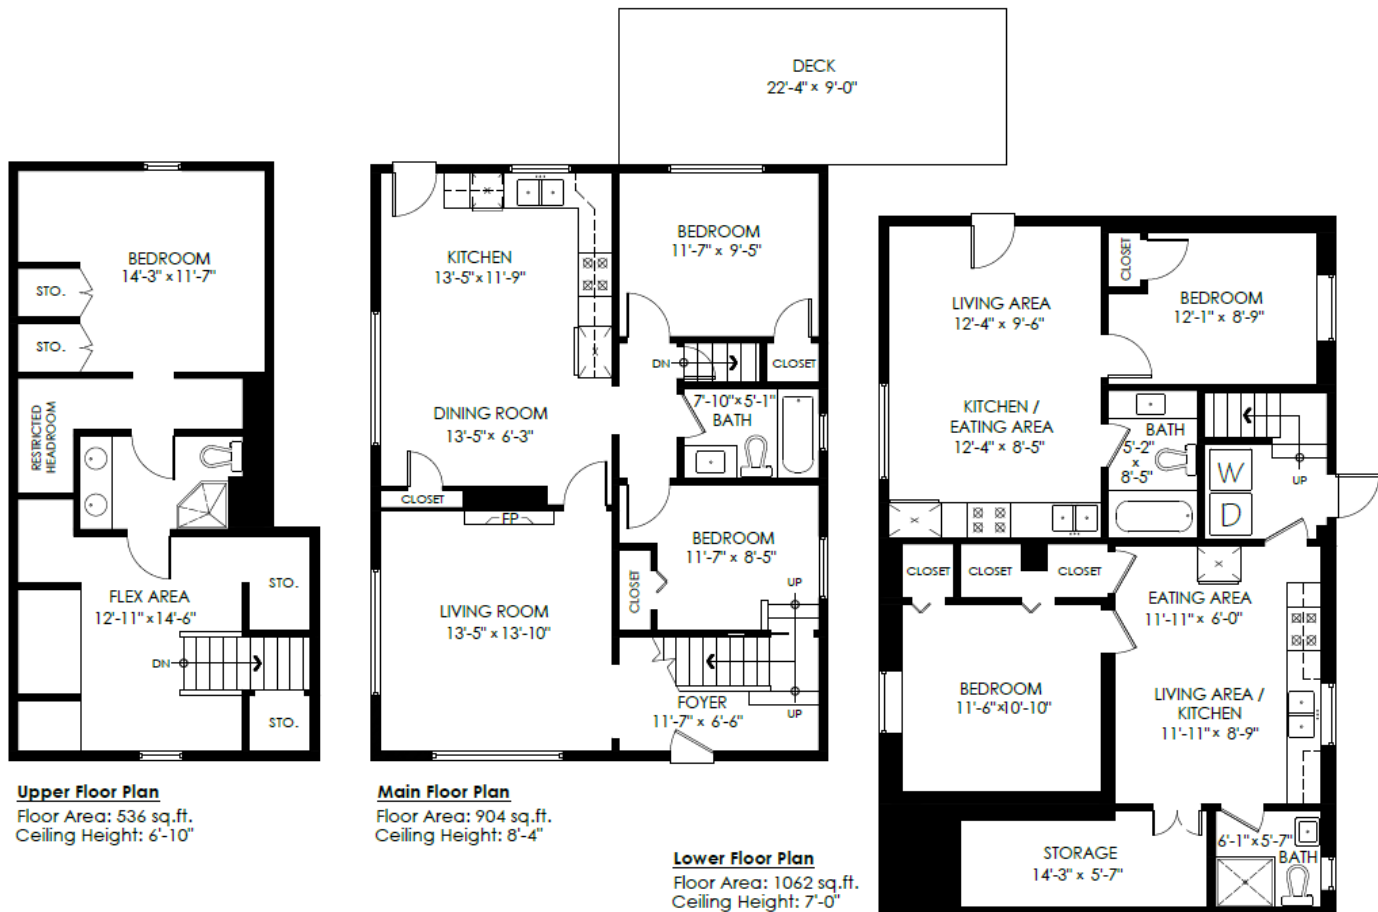 DECK
22'-4" x 9'-0"
BEDROOM
14'-3" x 11'-7"
STO.
STO.
RESTRICTED
HEADROOM
FLEX AREA
12'-11" x 14'-6"
STO.
DN
STO.
Upper Floor Plan
Floor Area: 536 sq.ft.
Ceiling Height: 6'-10"
KITCHEN
13'-5" x 11'-9"
BEDROOM
11'-7" x 9'-5"
DN
CLOSET
DINING ROOM
13'-5" x 6'-3"
7'-10" x 5'-1"
BATH
CLOSET
FP
BEDROOM
11'-7" x 8'-5"
CLOSET
UP
LIVING ROOM
13'-5" x 13'-10"
FOYER
11'-7" x 6'-6"
UP
Main Floor Plan
Floor Area: 904 sq.ft.
Ceiling Height: 8'-4"
CLOSET
LIVING AREA
12'-4" x 9'-6"
BEDROOM
12'-1" x 8'-9"
KITCHEN /
EATING AREA
12'-4" x 8'-5"
BATH
5'-2"
x
8'-5"
W
D
UP
CLOSET
CLOSET
CLOSET
EATING AREA
11'-11" x 6'-0"
BEDROOM
11'-6" x 10'-10"
LIVING AREA /
KITCHEN
11'-11" x 8'-9"
STORAGE
14'-3" x 5'-7"
6'-1" x 5'-7"
BATH
Lower Floor Plan
Floor Area: 1062 sq.ft.
Ceiling Height: 7'-0"